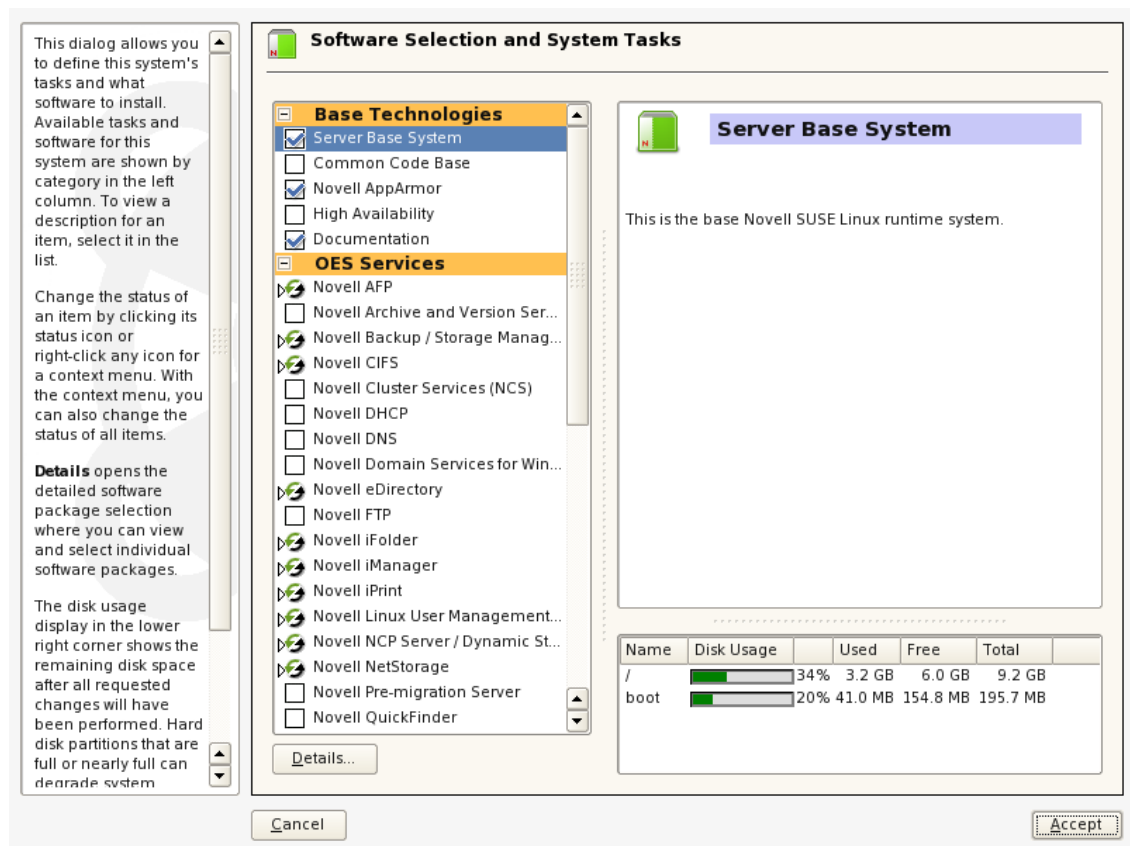 This dialog allows you
to define this system's
tasks and what
software to install.
Available tasks and
software for this
system are shown by
category in the left
column. To view a
description for an
item, select it in the
list.
Change the status of
an item by clicking its
status icon or
right-click any icon for
a context menu. With
the context menu, you
can also change the
status of all items.
Details opens the
detailed software
package selection
where you can view
and select individual
software packages.
The disk usage
display in the lower
right corner shows the
remaining disk space
after all requested
changes will have
been performed. Hard
disk partitions that are
full or nearly full can
degrade system
Software Selection and System Tasks
Base Technologies
Server Base System
Common Code Base
Novell AppArmor
High Availability
Documentation
OES Services
Novell AFP
Novell Archive and Version Ser...
Novell Backup / Storage Manag...
Novell CIFS
Novell Cluster Services (NCS)
Novell DHCP
Novell DNS
Novell Domain Services for Win...
Novell eDirectory
Novell FTP
Novell iFolder
Novell iManager
Novell iPrint
Novell Linux User Management...
Novell NCP Server / Dynamic St...
Novell NetStorage
Novell Pre-migration Server
Novell QuickFinder
Details...
N
Server Base System
This is the base Novell SUSE Linux runtime system.
Name Disk Usage Used Free Total
/ 34% 3.2 GB 6.0 GB 9.2 GB
boot 20% 41.0 MB 154.8 MB 195.7 MB
Cancel
Accept